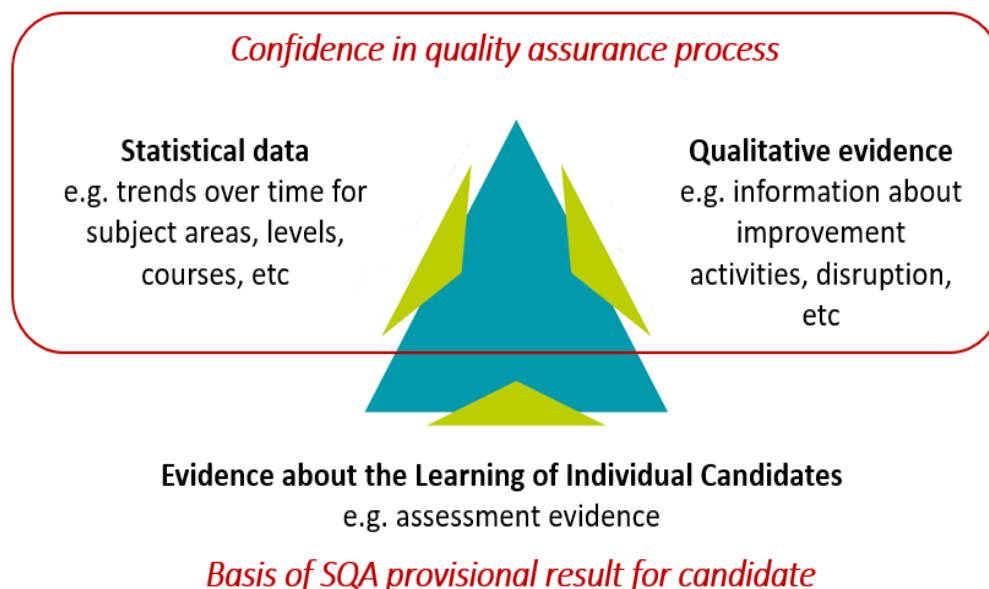 Confidence in quality assurance process
Statistical data
e.g. trends over time for
subject areas, levels,
courses, etc
Qualitative evidence
e.g. information about
improvement
activities, disruption,
etc
Evidence about the Learning of Individual Candidates
e.g. assessment evidence
Basis of SQA provisional result for candidate